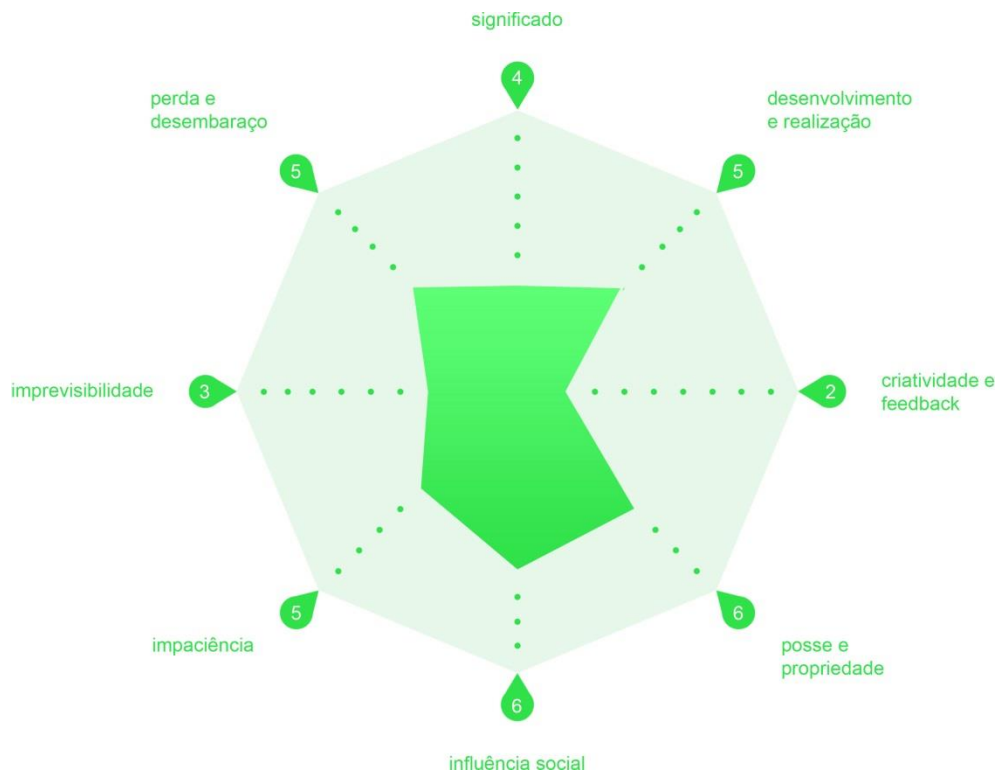 significado
4
perda e
desembaraço
5
desenvolvimento
e realização
5
imprevisibilidade
3
2
criatividade e
feedback
impaciência
5
6
posse e
propriedade
6
influência social